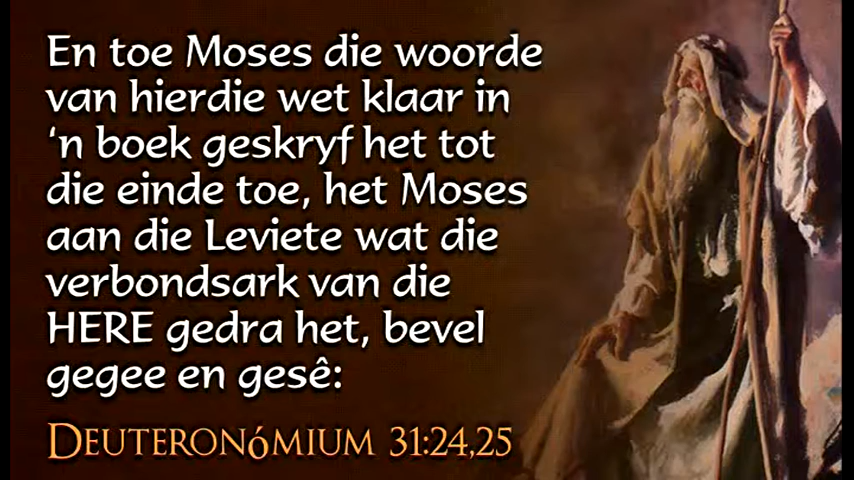 En toe Moses die woorde
van hierdie wet klaar in
‘n boek geskryf het tot
die einde toe, het Moses
aan die Leviete wat die
verbondsark van die
HERE gedra het, bevel
gegee en gesê:
DEUTERONóMIUM 31:24,25